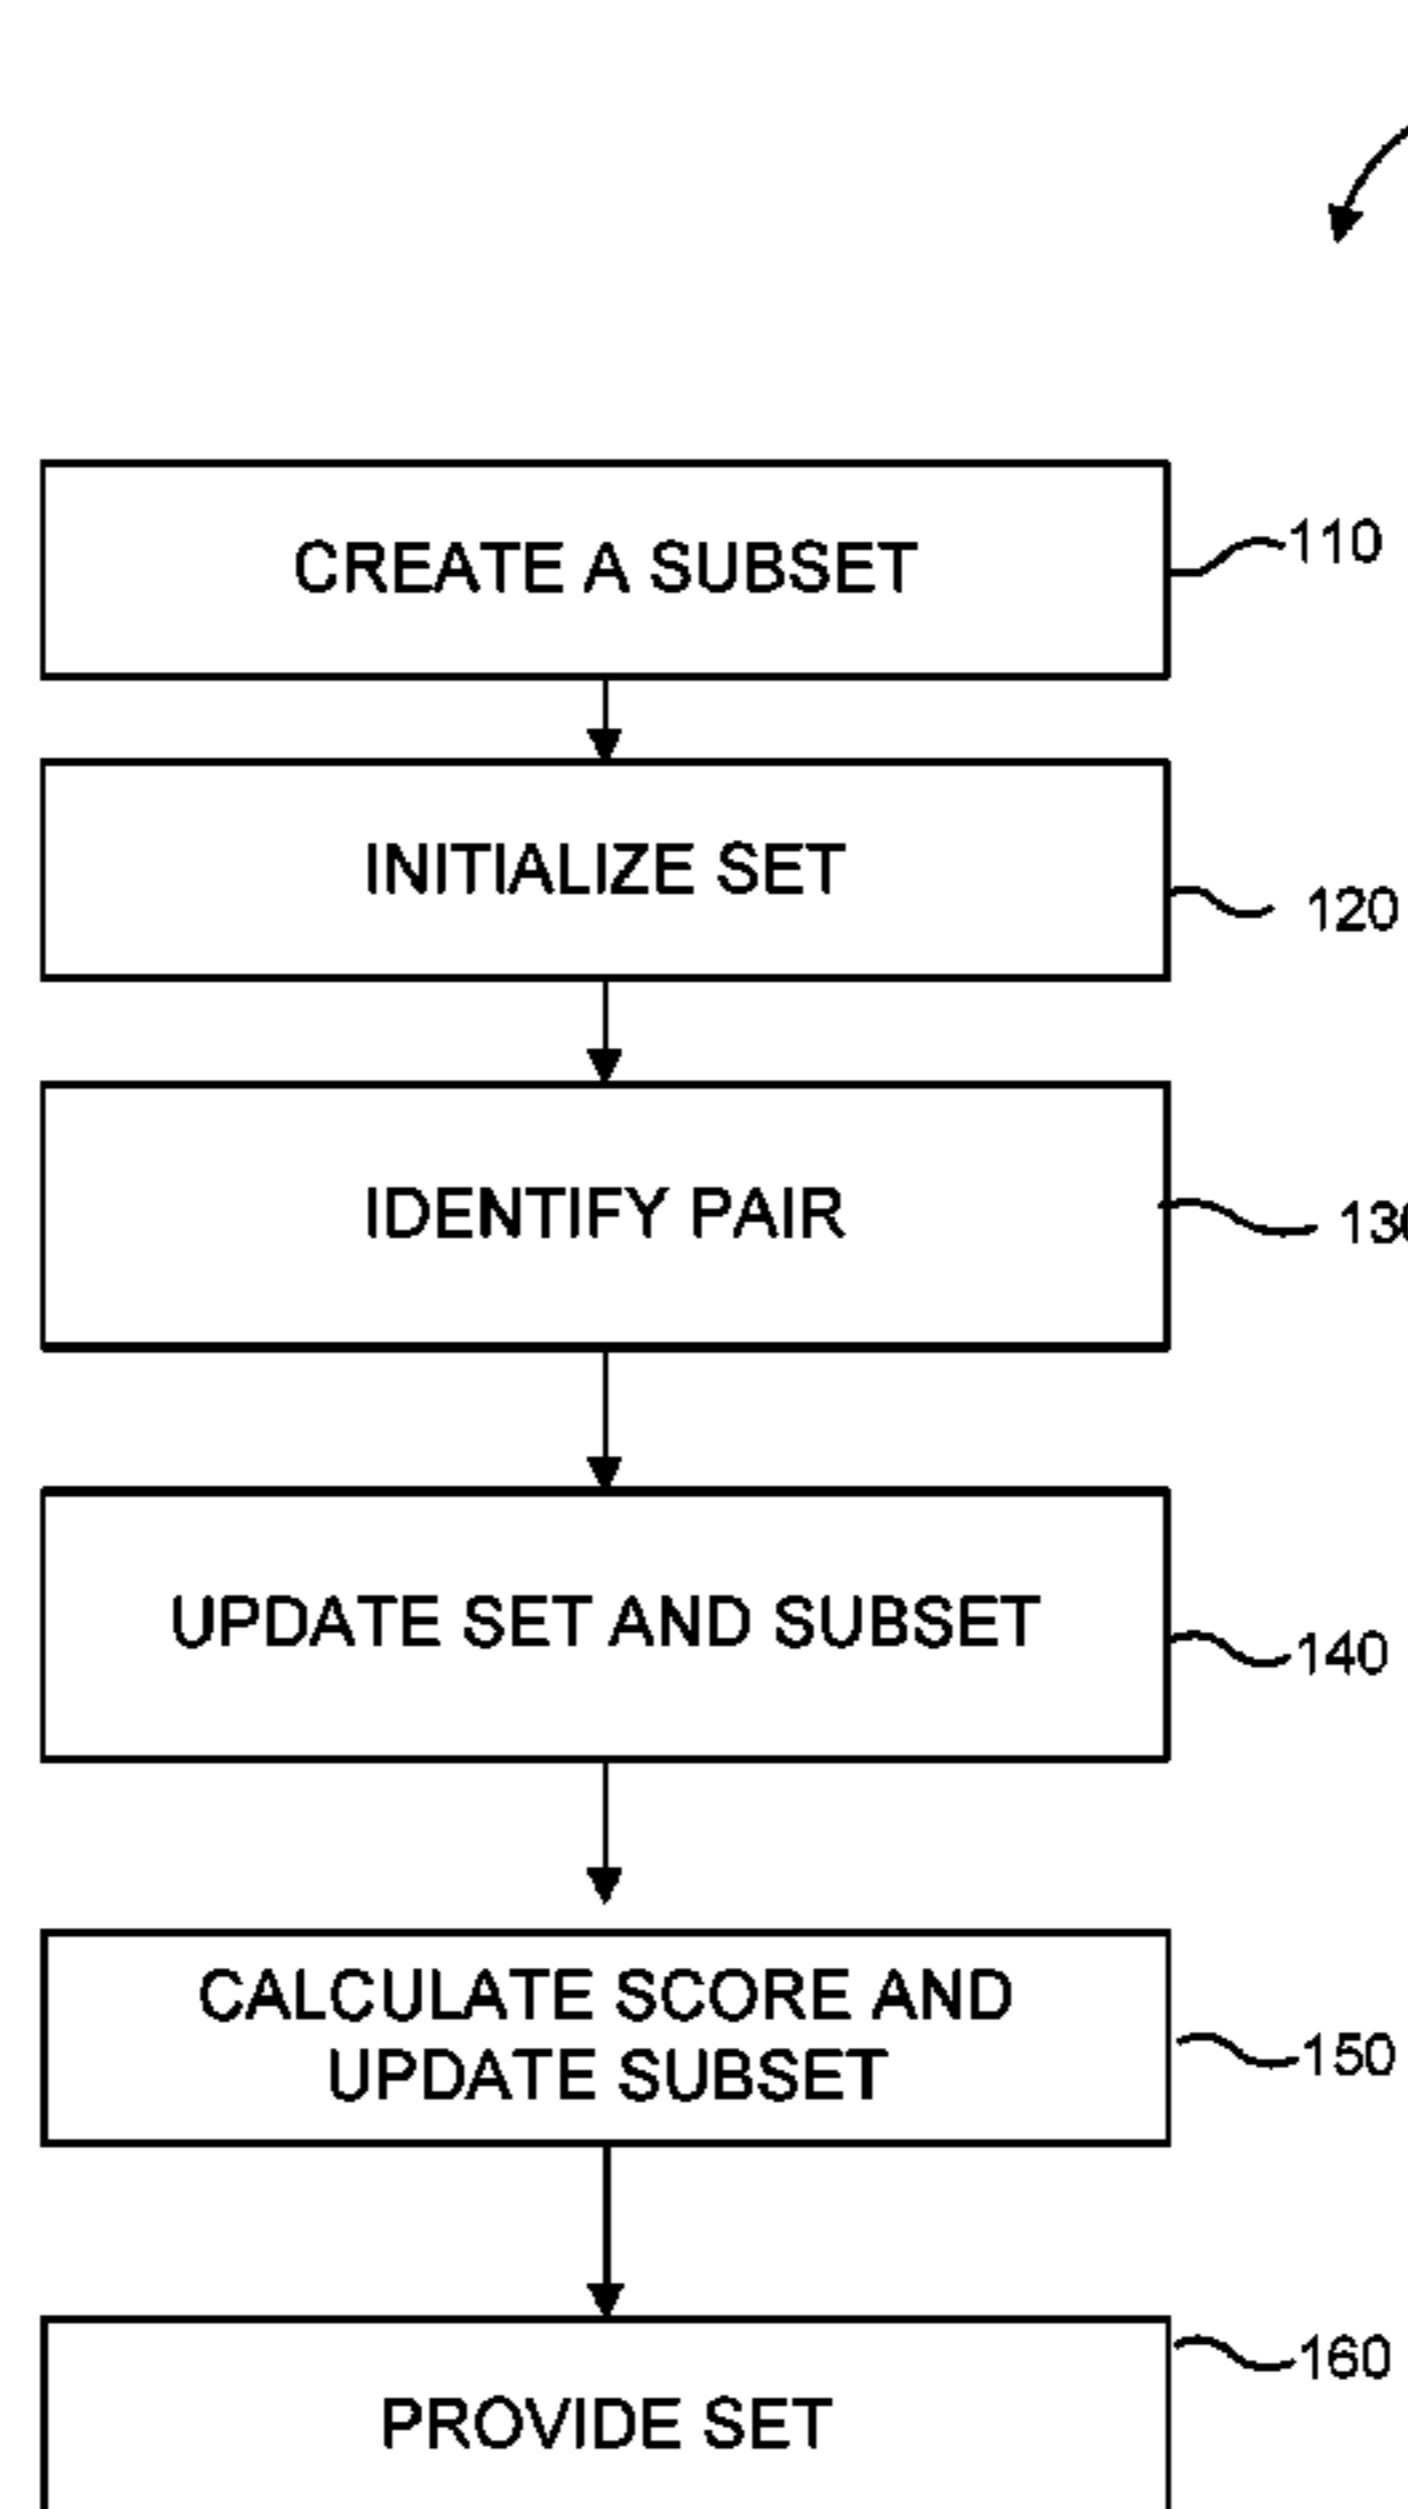 CREATE A SUBSET
110
INITIALIZE SET
120
IDENTIFY PAIR
130
UPDATE SET AND SUBSET
140
CALCULATE SCORE AND
UPDATE SUBSET
150
160
PROVIDE SET